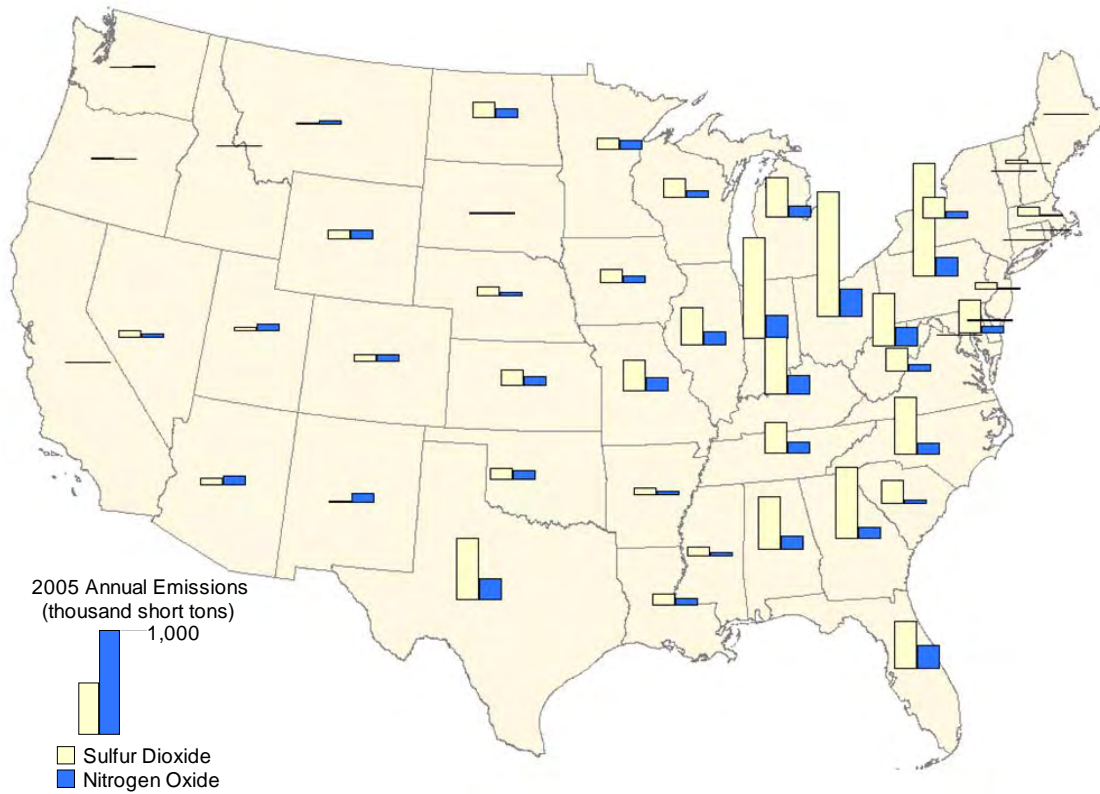 2005 Annual Emissions
(thousand short tons)
1,000
Sulfur Dioxide
Nitrogen Oxide